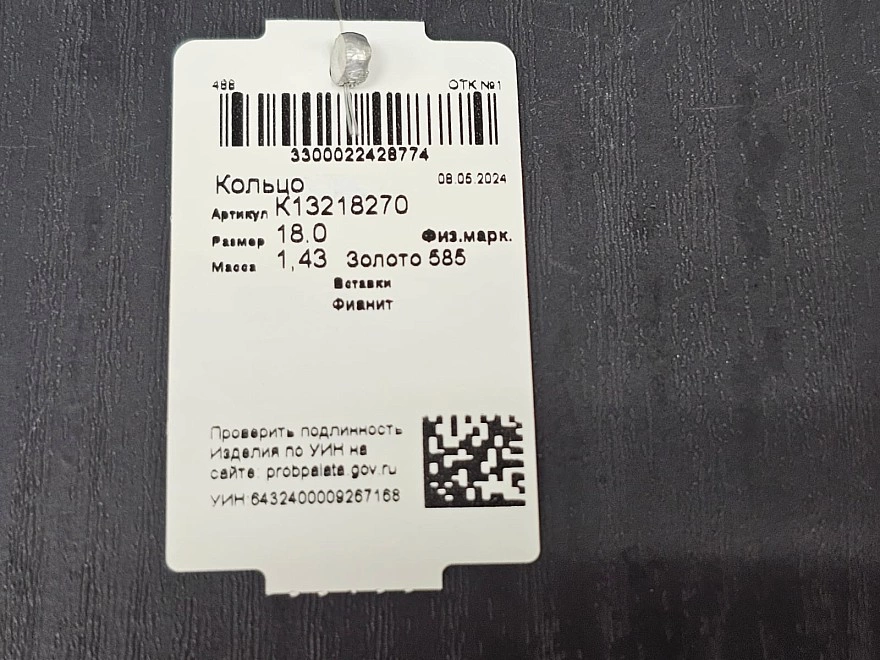 488 ОТК №1
3300022428774
Кольцо 08.05.2024
Артикул К13218270
Размер 18.0 Физ.марк.
Масса 1,43 Золото 585
Вставки
Фианит
Проверить подлинность
Изделия по УИН на
сайте: probpalata.gov.ru
УИН:6432400009267168